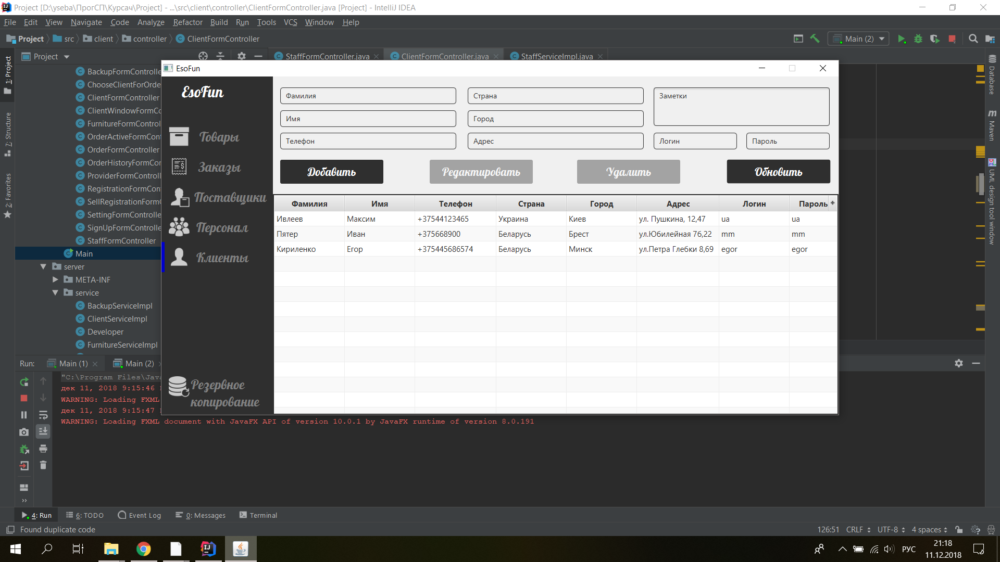 Project [D:\yseba\ПрогСП\Курсач\Project] - ...\src\client\controller\ClientFormController.java [Project] - IntelliJ IDEA
File Edit View Navigate Code Analyze Refactor Build Run Tools VCS Window Help
Project src client controller ClientFormController
Main (2)
Project
StaffFormController.java
ClientFormController.java
StaffServiceImpl.java
1: Project
7: Structure
2: Favorites
BackupFormControlle
ChooseClientForOrde
ClientFormController
ClientWindowFormCo
FurnitureFormControl
OrderActiveFormCon
OrderFormController
OrderHistoryFormCon
ProviderFormControll
RegistrationFormCon
SellRegistrationFormC
SettingFormControlle
SignUpFormControlle
StaffFormController
Main
server
META-INF
service
BackupServiceImpl
ClientServiceImpl
Developer
FurnitureServiceImpl
EsoFun
EsoFun
Товары
Заказы
Поставщики
Персонал
Клиенты
Резервное
копирование
Фамилия Страна Заметки
Имя Город
Телефон Адрес Логин Пароль
Добавить Редактировать Удалить Обновить
Фамилия Имя Телефон Страна Город Адрес Логин Пароль +
Ивлеев Максим +37544123465 Украина Киев ул. Пушкина, 12,47 ua ua
Пятер Иван +375668900 Беларусь Брест ул.Юбилейная 76,22 mm mm
Кириленко Егор +375445686574 Беларусь Минск ул.Петра Глебки 8,69 egor egor
Database
Maven
UML design tool window
Run: Main (1) Main (2)
"C:\Program Files\Java
дек 11, 2018 9:15:46
WARNING: Loading FXML
дек 11, 2018 9:15:47
WARNING: Loading FXML document with JavaFX API of version 10.0.1 by JavaFX runtime of version 8.0.191
4: Run 6: TODO Event Log 0: Messages Terminal
Found duplicate code
126:51 CRLF UTF-8 4 spaces
РУС
21:18
11.12.2018